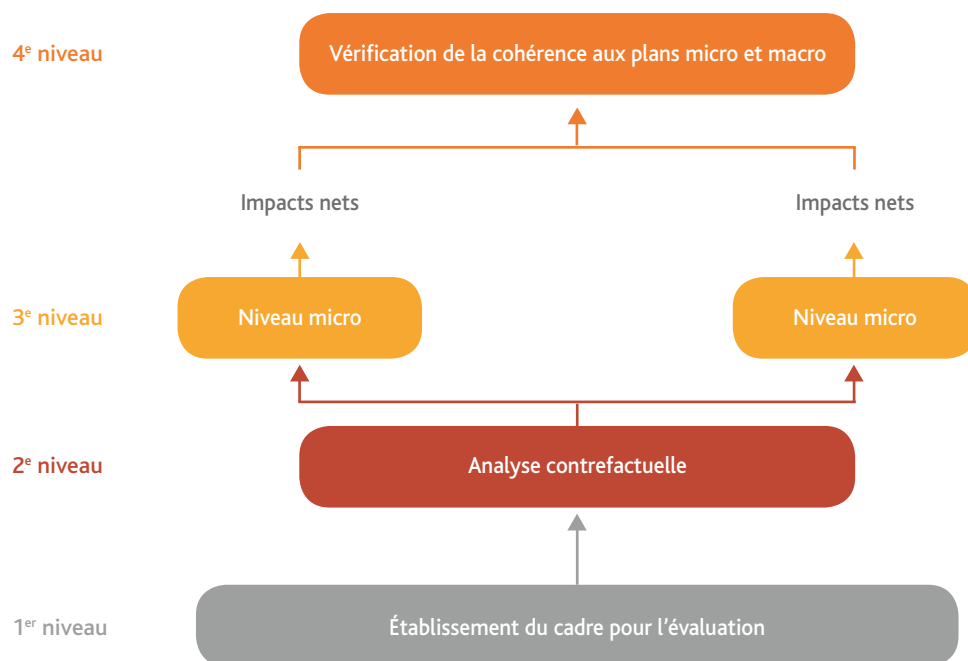 4e niveau
Vérification de la cohérence aux plans micro et macro
Impacts nets
Impacts nets
3e niveau
Niveau micro
Niveau micro
2e niveau
Analyse contrefactuelle
1er niveau
Établissement du cadre pour l'évaluation